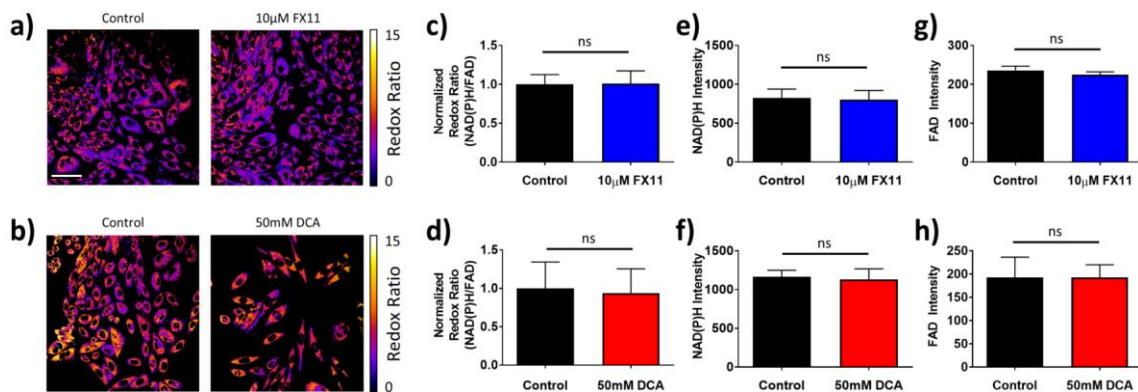 a)
Control
10μM FX11
15
Redox Ratio
0
b)
Control
50mM DCA
15
Redox Ratio
0
c)
ns
Normalized
Redox Ratio
(NAD(P)H/FAD)
1.5
1.0
0.5
0.0
Control
10μM FX11
d)
ns
Normalized
Redox Ratio
(NAD(P)H/FAD)
1.5
1.0
0.5
0.0
Control
50mM DCA
e)
ns
NAD(P)H Intensity
1500
1000
500
0
Control
10μM FX11
f)
ns
NAD(P)H Intensity
1500
1000
500
0
Control
50mM DCA
g)
ns
FAD Intensity
300
200
100
0
Control
10μM FX11
h)
ns
FAD Intensity
250
200
150
100
50
0
Control
50mM DCA